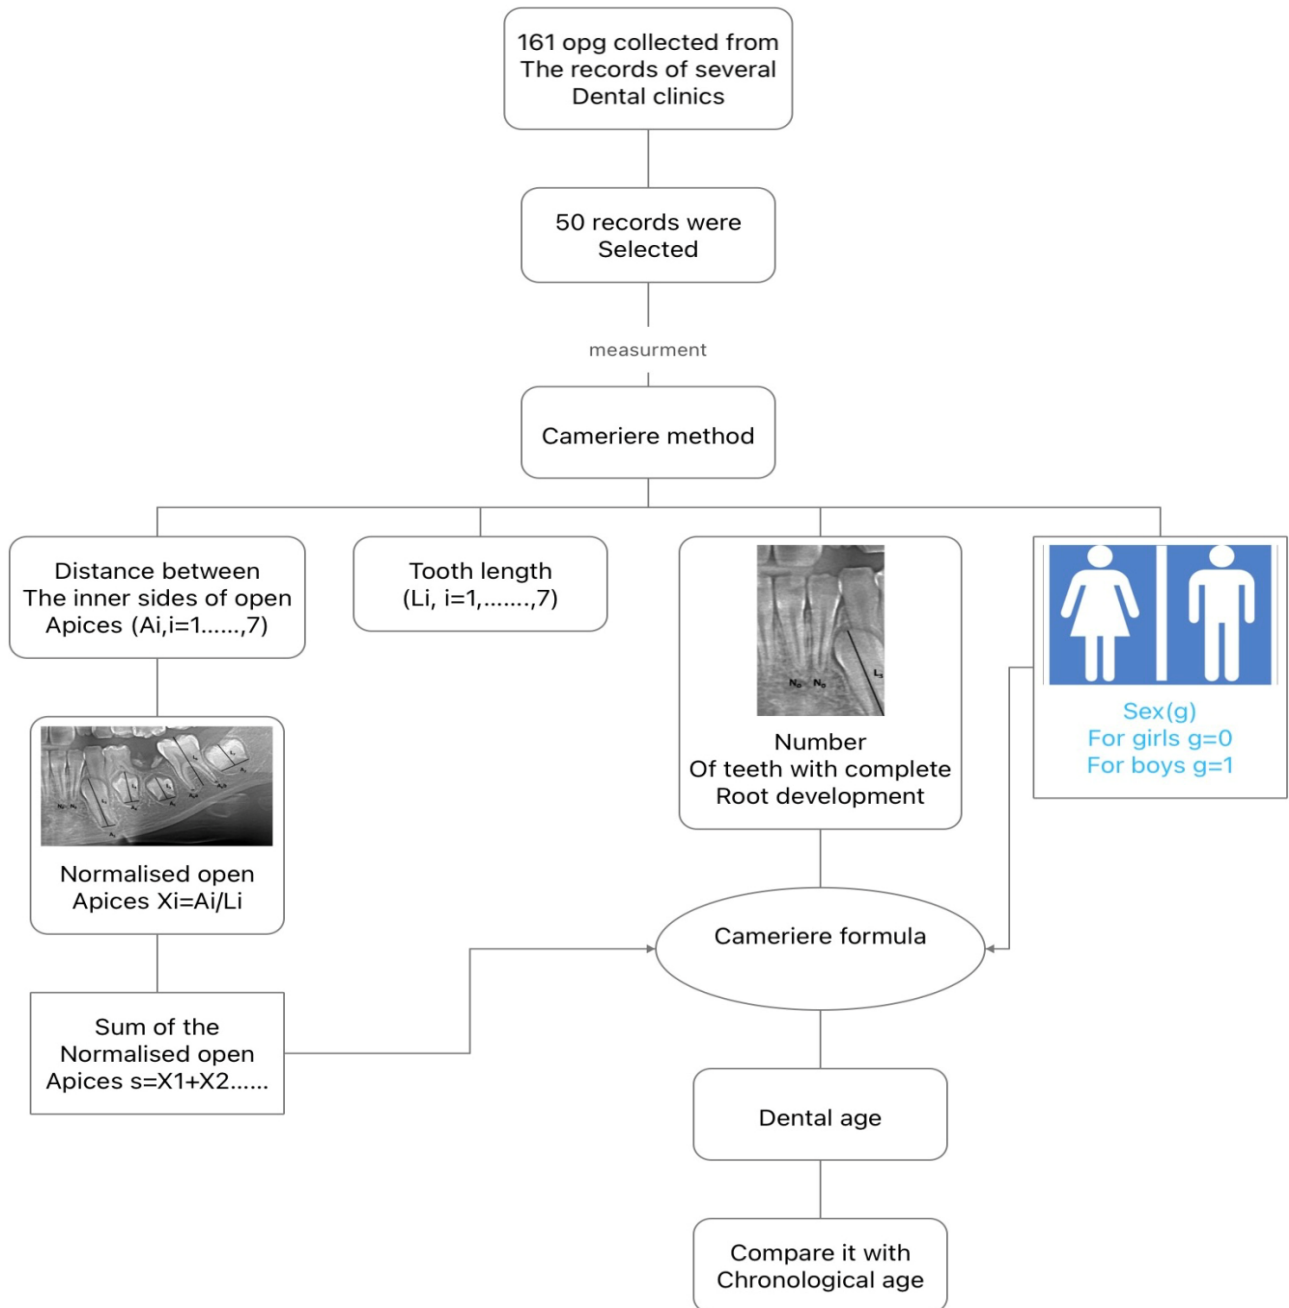 161 opg collected from
The records of several
Dental clinics
50 records were
Selected
measurment
Cameriere method
Distance between
The inner sides of open
Apices (Ai,i=1......,7)
Tooth length
(Li, i=1,.......,7)
N₀ N₀
Number
Of teeth with complete
Root development
Sex(g)
For girls g=0
For boys g=1
Normalised open
Apices Xi=Ai/Li
Cameriere formula
Sum of the
Normalised open
Apices s=X1+X2......
Dental age
Compare it with
Chronological age